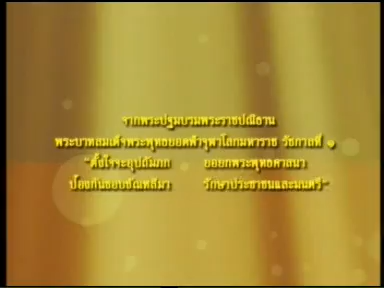 จากพระปฐมบรมพระราชปณิธาน
พระบาทสมเด็จพระพุทธยอดฟ้าจุฬาโลกมหาราช รัชกาลที่ ๑
"ตั้งใจจะอุปถัมภก ยอยกพระพุทธศาสนา
ป้องกันขอบขัณฑสีมา รักษาประชาชนและมนตรี"